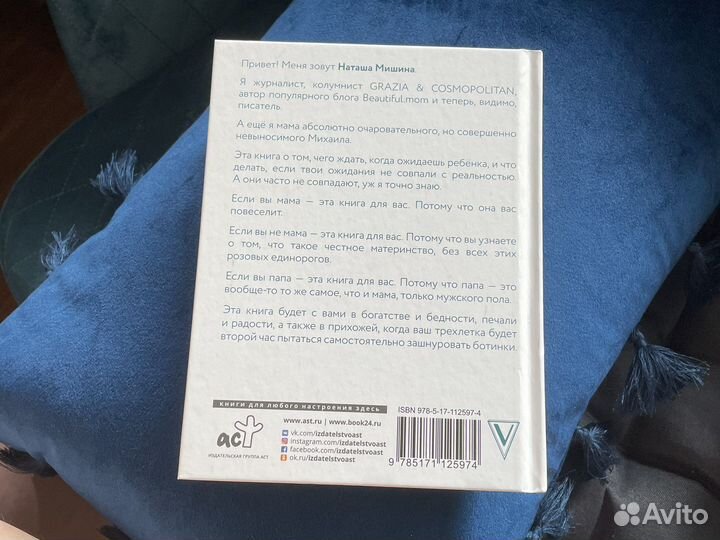 Привет! Меня зовут Наташа Мишина.
Я журналист, колумнист GRAZIA & COSMOPOLITAN,
автор популярного блога Beautiful.mom и теперь, видимо,
писатель.
А ещё я мама абсолютно очаровательного, но совершенно
невыносимого Михаила.
Эта книга о том, чего ждать, когда ожидаешь ребёнка, и что
делать, если твои ожидания не совпали с реальностью.
А они часто не совпадают, уж я точно знаю.
Если вы мама — эта книга для вас. Потому что она вас
повеселит.
Если вы не мама — эта книга для вас. Потому что вы узнаете
о том, что такое честное материнство, без всех этих
розовых единорогов.
Если вы папа — эта книга для вас. Потому что папа — это
вообще-то то же самое, что и мама, только мужского пола.
Эта книга будет с вами в богатстве и бедности, печали
и радости, а также в прихожей, когда ваш трехлетка будет
второй час пытаться самостоятельно зашнуровать ботинки.
книги для любого настроения здесь
www.ast.ru | www.book24.ru
vk.com/izdatelstvoast
instagram.com/izdatelstvoast
facebook.com/izdatelstvoast
ok.ru/izdatelstvoast
аст
ИЗДАТЕЛЬСКАЯ ГРУППА АСТ
ISBN 978-5-17-112597-4
9 785171 125974
V
Avito